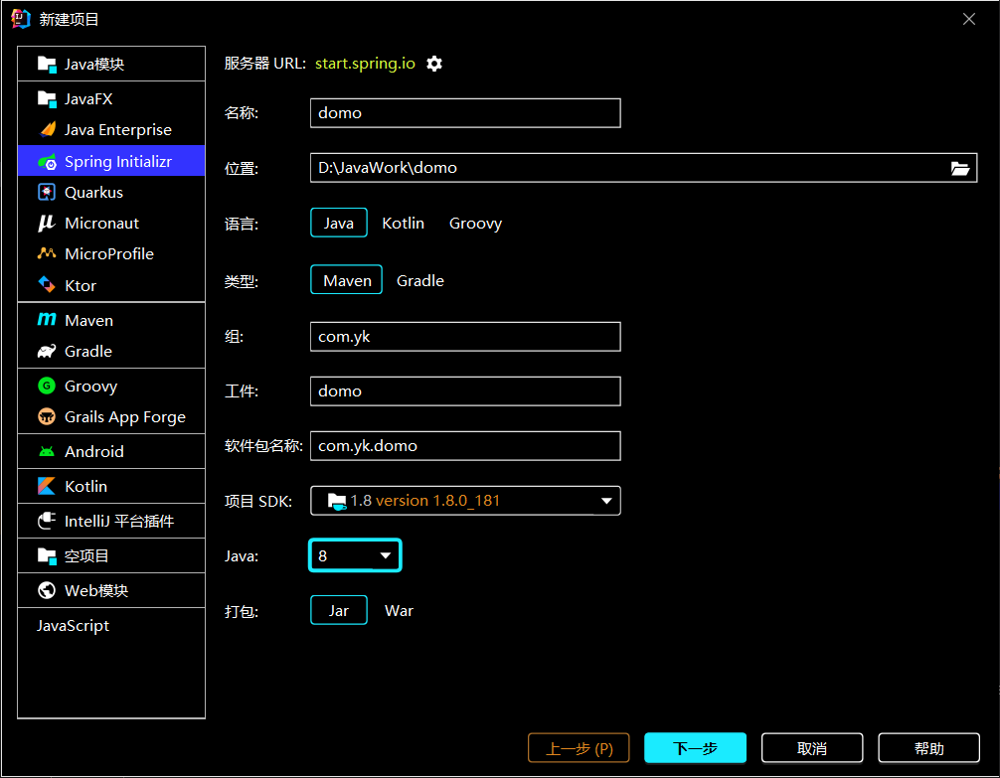 新建项目
Java模块
JavaFX
Java Enterprise
Spring Initializr
Quarkus
Micronaut
MicroProfile
Ktor
Maven
Gradle
Groovy
Grails App Forge
Android
Kotlin
IntelliJ 平台插件
空项目
Web模块
JavaScript
服务器 URL: start.spring.io
名称: domo
位置: D:\JavaWork\domo
语言: Java Kotlin Groovy
类型: Maven Gradle
组: com.yk
工件: domo
软件包名称: com.yk.domo
项目 SDK: 1.8 version 1.8.0_181
Java: 8
打包: Jar War
上一步 (P) 下一步 取消 帮助